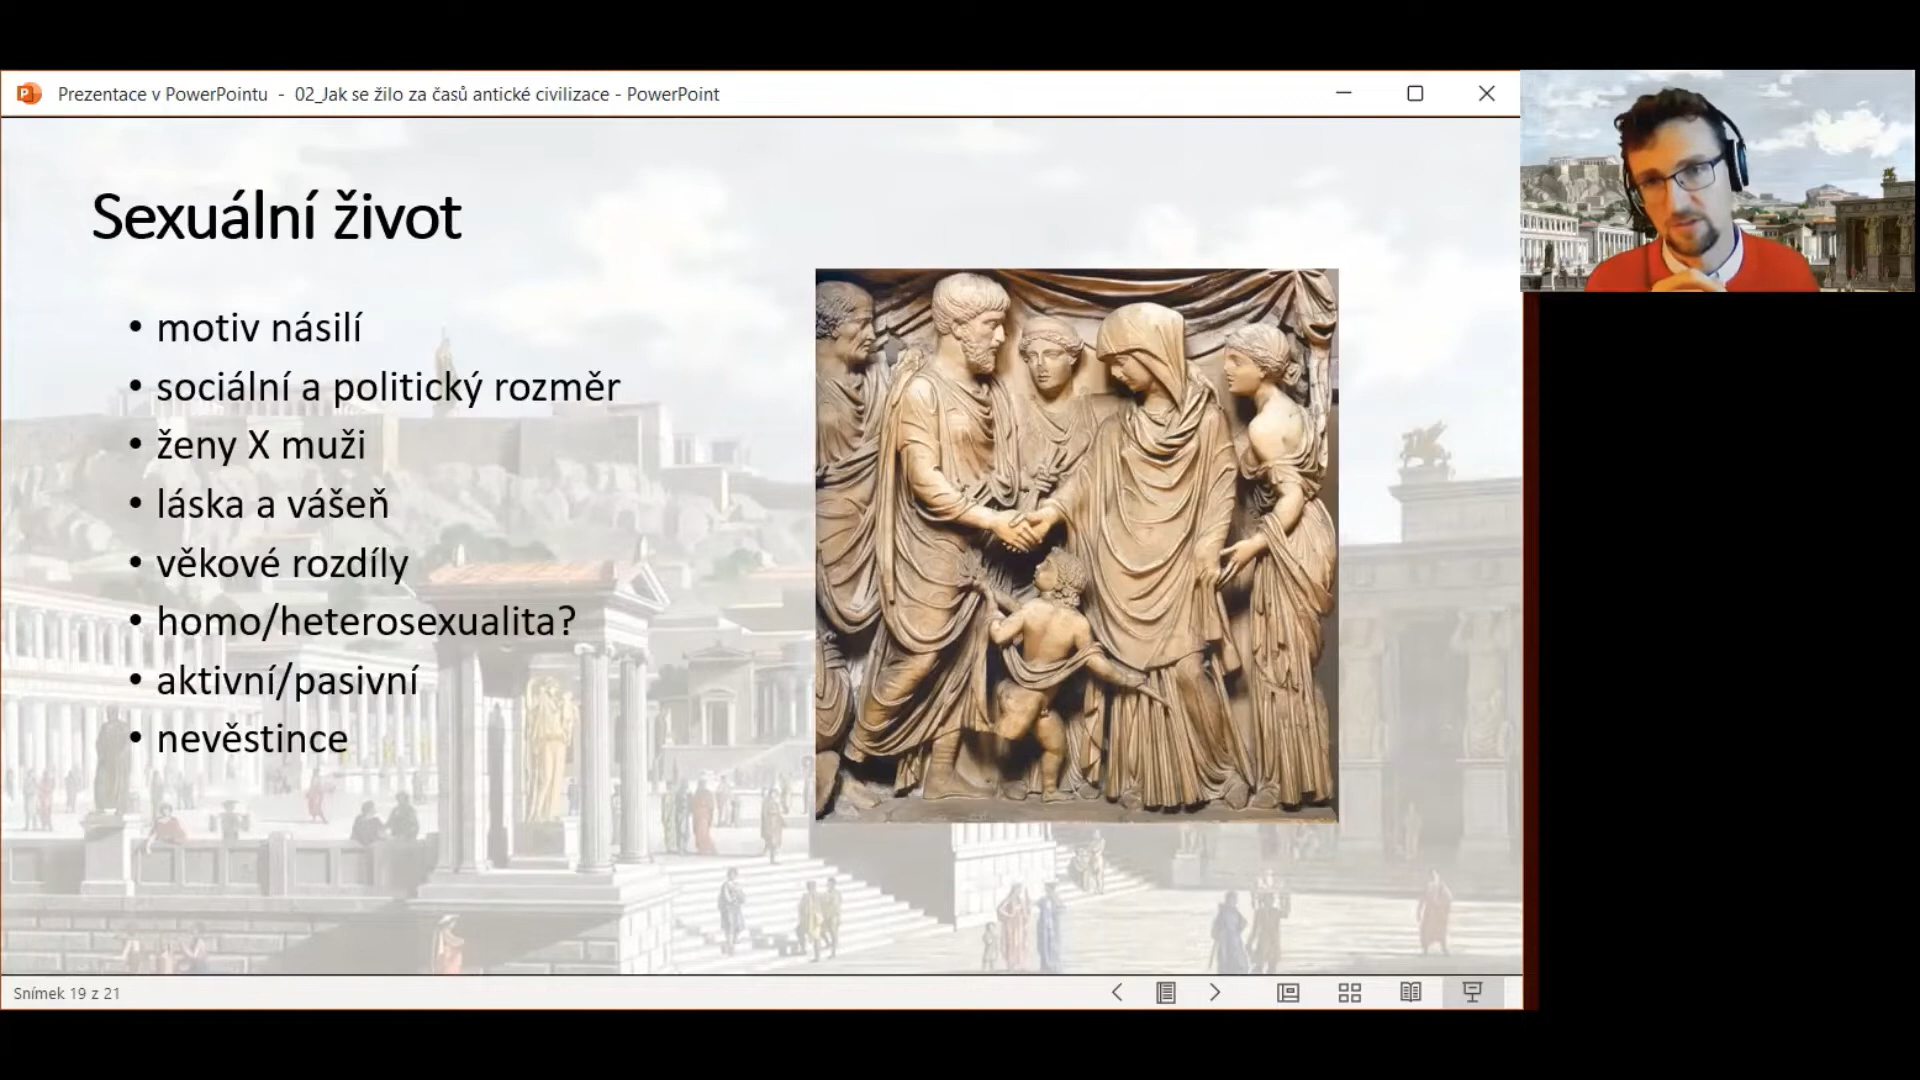 Prezentace v PowerPointu - 02_Jak se žilo za časů antické civilizace - PowerPoint
Sexuální život
• motiv násilí
• sociální a politický rozměr
• ženy X muži
• láska a vášeň
• věkové rozdíly
• homo/heterosexualita?
• aktivní/pasivní
• nevěstince
Snímek 19 z 21